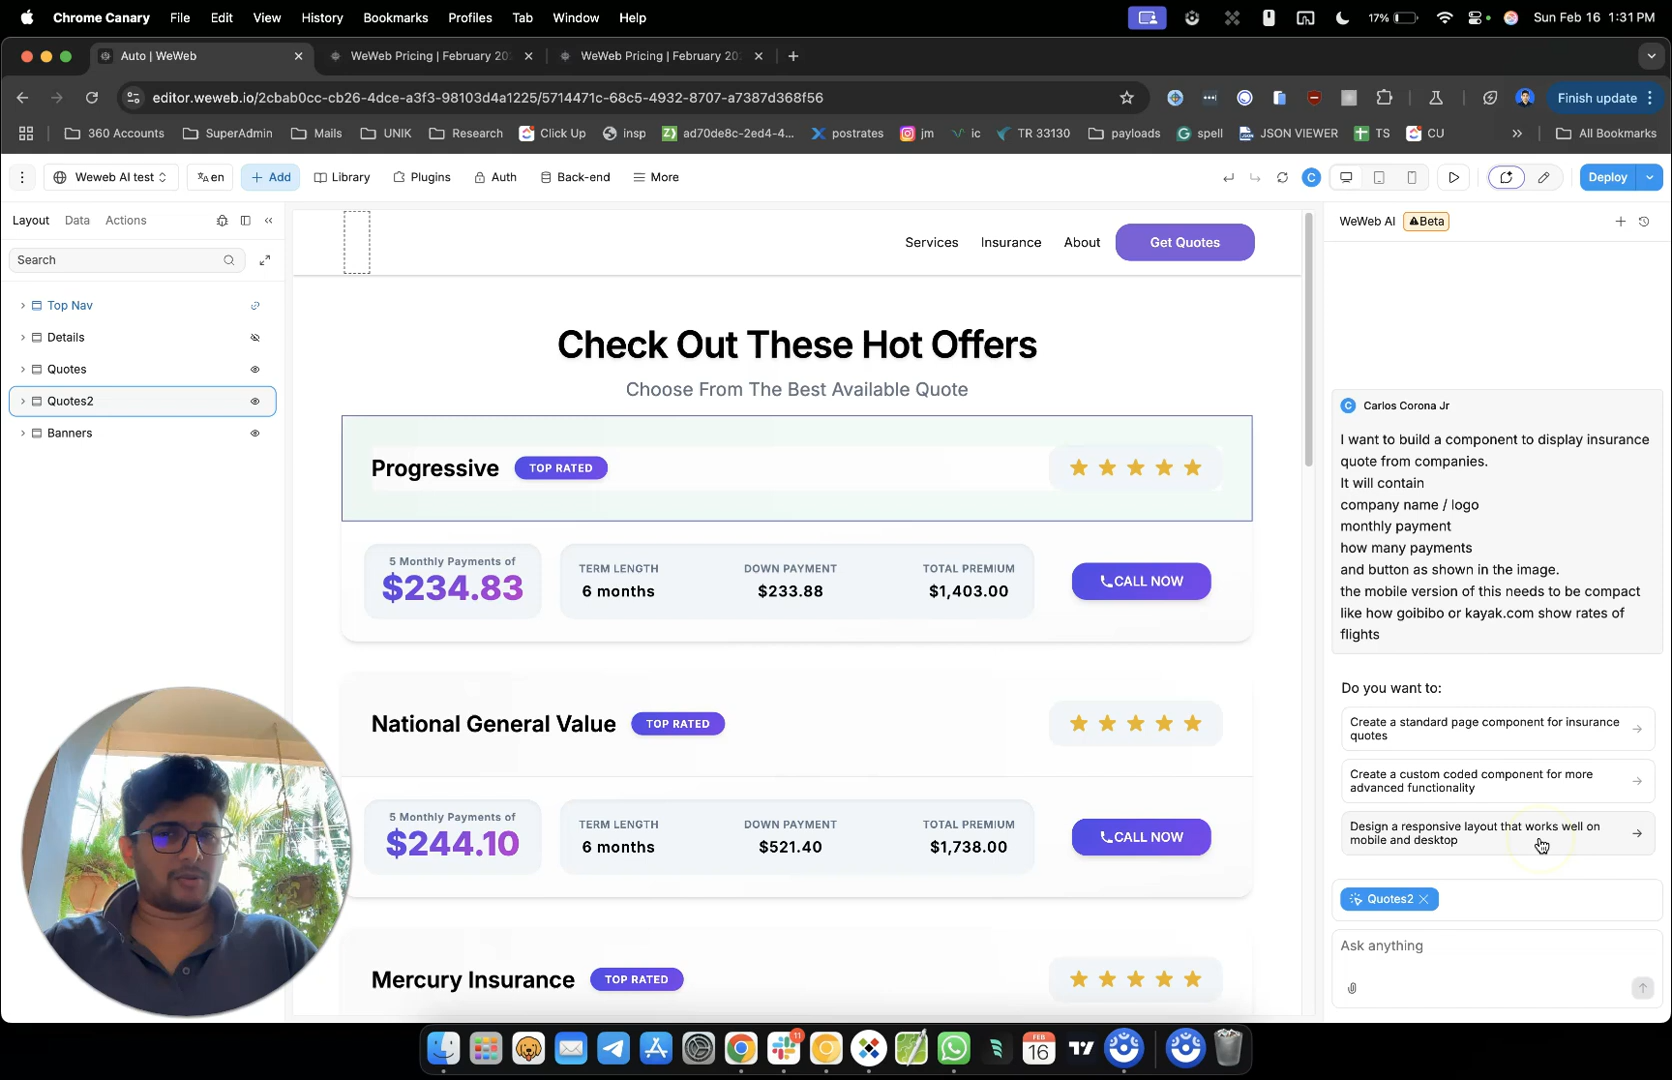 Chrome Canary File Edit View History Bookmarks Profiles Tab Window Help 17% Sun Feb 16 1:31 PM
Auto | WeWeb WeWeb Pricing | February 20 WeWeb Pricing | February 20
editor.weweb.io/2cbab0cc-cb26-4dce-a3f3-98103d4a1225/5714471c-68c5-4932-8707-a7387d368f56 Finish update
360 Accounts SuperAdmin Mails UNIK Research Click Up insp ad70de8c-2ed4-4... postrates jm ic TR 33130 payloads spell JSON VIEWER TS CU All Bookmarks
Weweb AI test en Add Library Plugins Auth Back-end More C Deploy
Layout Data Actions
Search
Top Nav
Details
Quotes
Quotes2
Banners
Services Insurance About Get Quotes
Check Out These Hot Offers
Choose From The Best Available Quote
Progressive TOP RATED
5 Monthly Payments of
$234.83
TERM LENGTH DOWN PAYMENT TOTAL PREMIUM
6 months $233.88 $1,403.00
CALL NOW
National General Value TOP RATED
5 Monthly Payments of
$244.10
TERM LENGTH DOWN PAYMENT TOTAL PREMIUM
6 months $521.40 $1,738.00
CALL NOW
Mercury Insurance TOP RATED
WeWeb AI Beta
C Carlos Corona Jr
I want to build a component to display insurance
quote from companies.
It will contain
company name / logo
monthly payment
how many payments
and button as shown in the image.
the mobile version of this needs to be compact
like how goibibo or kayak.com show rates of
flights
Do you want to:
Create a standard page component for insurance
quotes
Create a custom coded component for more
advanced functionality
Design a responsive layout that works well on
mobile and desktop
Quotes2
Ask anything
11
FEB
16